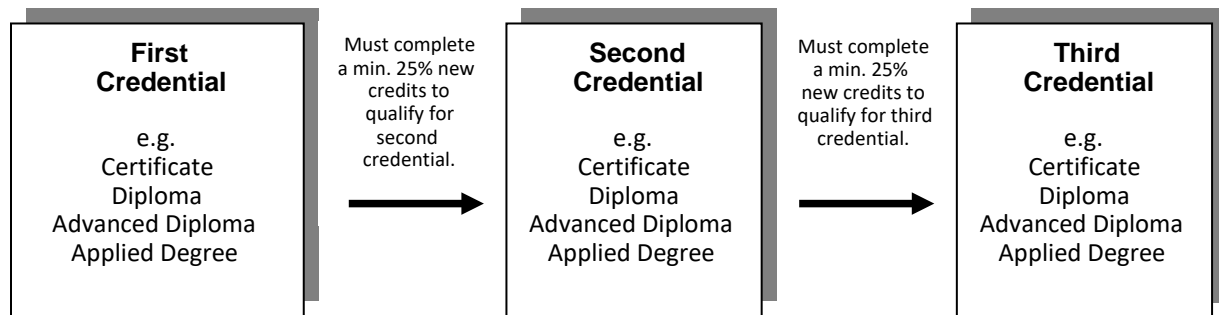 First
Credential
e.g.
Certificate
Diploma
Advanced Diploma
Applied Degree
Must complete
a min. 25% new
credits to
qualify for
second
credential.
Second
Credential
e.g.
Certificate
Diploma
Advanced Diploma
Applied Degree
Must complete
a min. 25%
new credits to
qualify for third
credential.
Third
Credential
e.g.
Certificate
Diploma
Advanced Diploma
Applied Degree